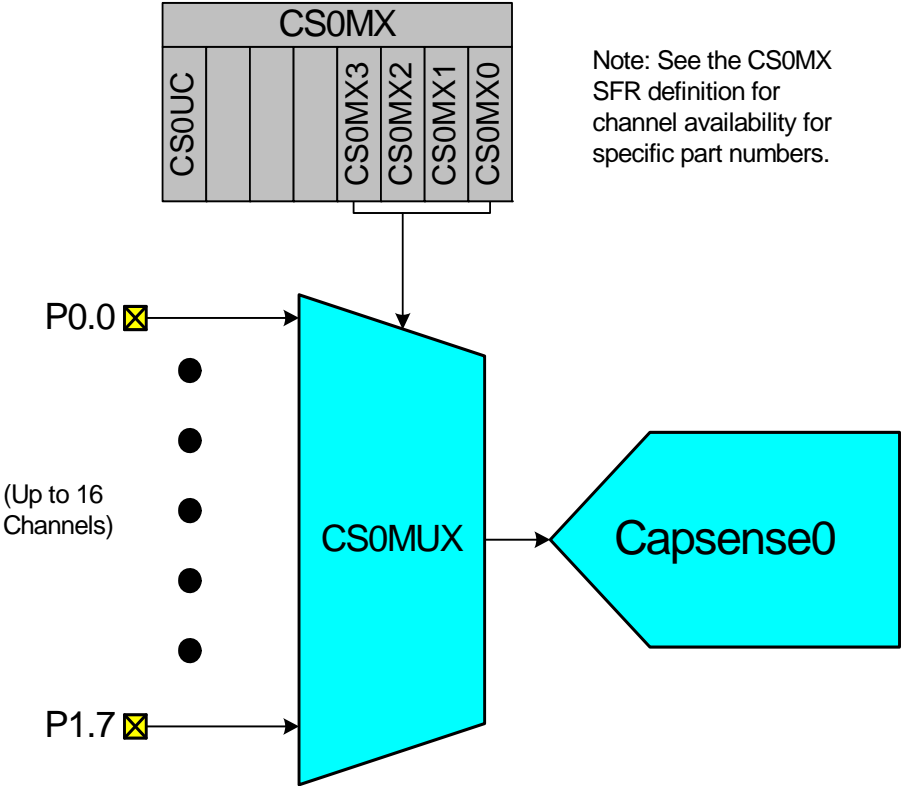 CS0MX
CS0UC
CS0MX3
CS0MX2
CS0MX1
CS0MX0
Note: See the CS0MX
SFR definition for
channel availability for
specific part numbers.
P0.0
(Up to 16
Channels)
CS0MUX
Capsense0
P1.7